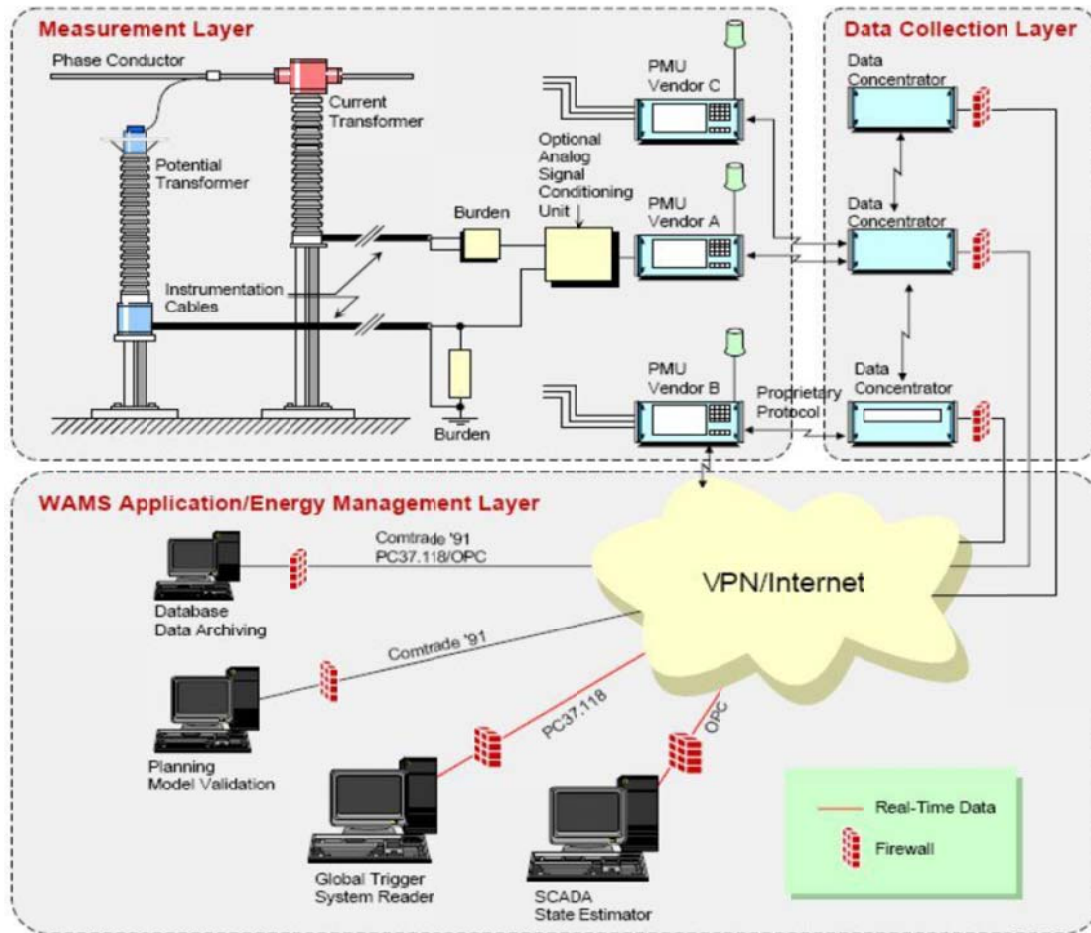 Measurement Layer
Phase Conductor
Current
Transformer
Potential
Transformer
Instrumentation
Cables
Burden
Burden
Optional
Analog
Signal
Conditioning
Unit
PMU
Vendor C
PMU
Vendor A
PMU
Vendor B
Proprietary
Protocol
Data Collection Layer
Data
Concentrator
Data
Concentrator
Data
Concentrator
WAMS Application/Energy Management Layer
Comtrade '91
PC37.118/OPC
Database
Data Archiving
Comtrade '91
Planning
Model Validation
PC37.118
Global Trigger
System Reader
OPC
SCADA
State Estimator
VPN/Internet
Real-Time Data
Firewall